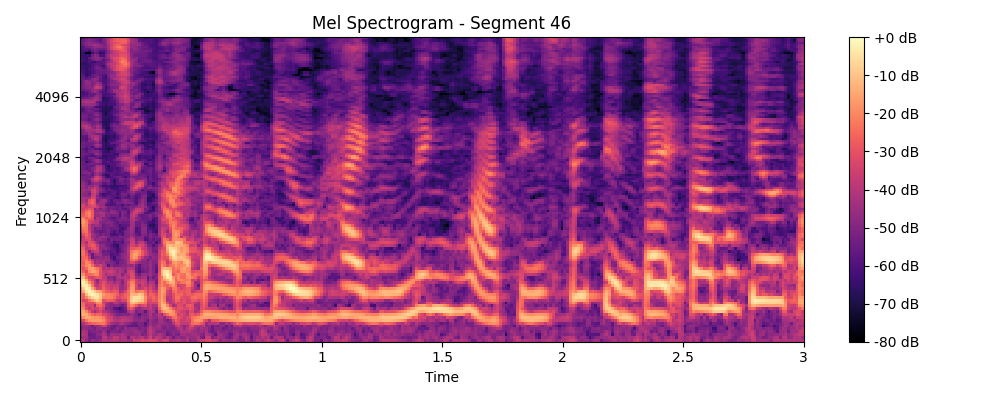 Mel Spectrogram - Segment 46
+0 dB
-10 dB
-20 dB
-30 dB
-40 dB
-50 dB
-60 dB
-70 dB
-80 dB
Frequency
4096
2048
1024
512
0
0
0.5
1
1.5
2
2.5
3
Time